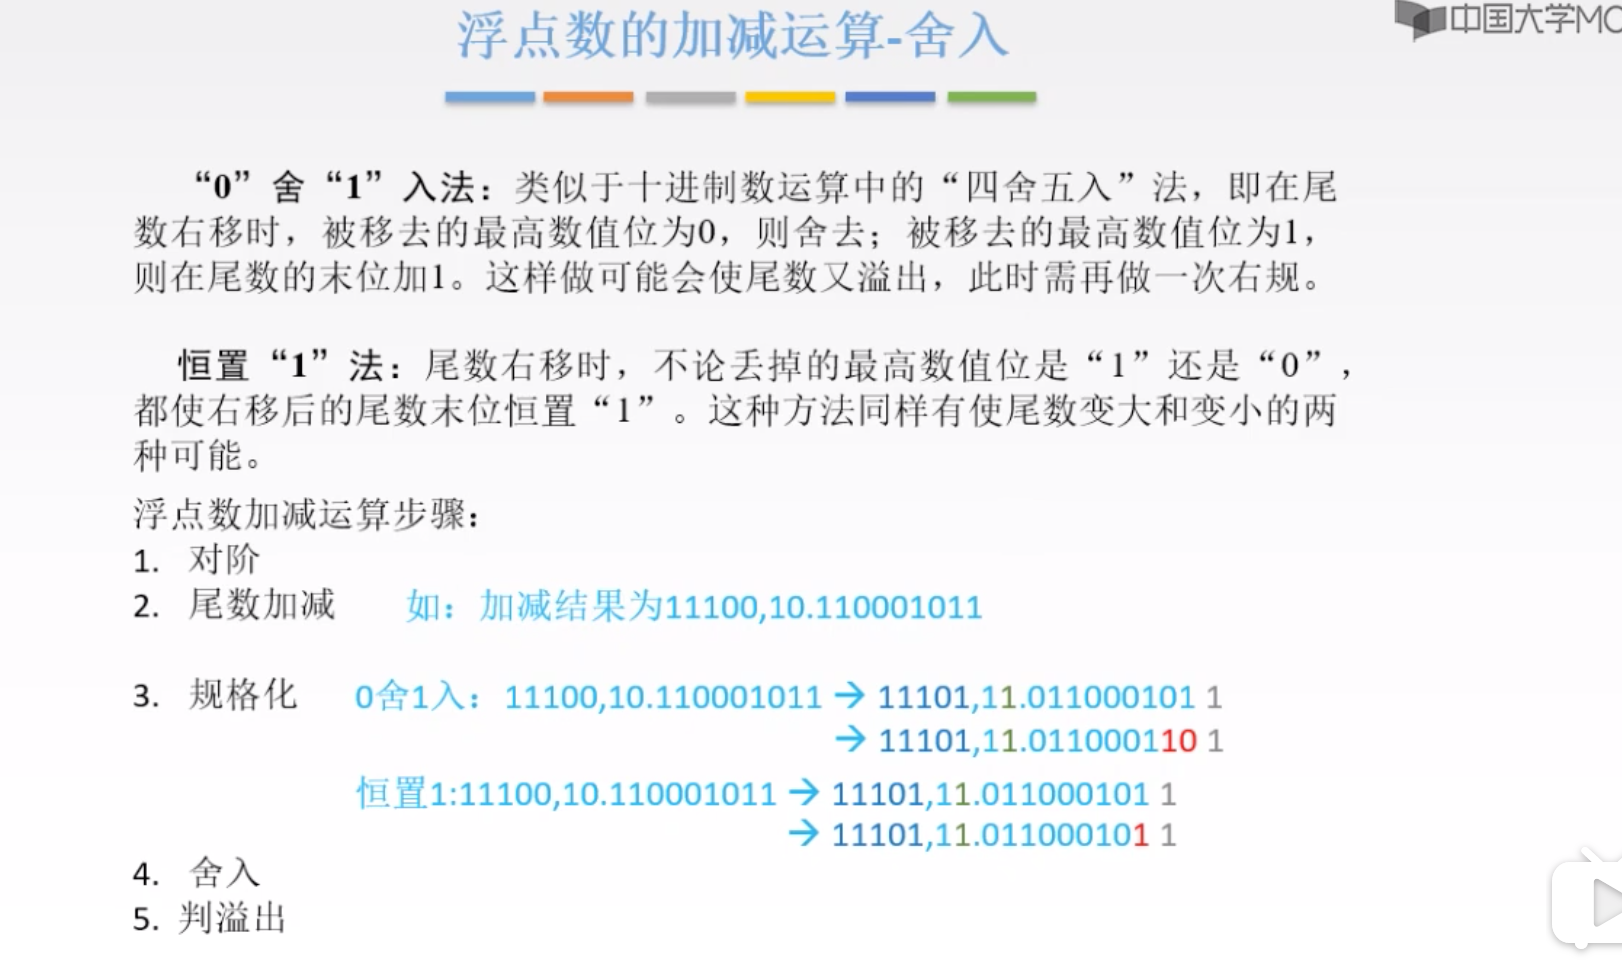 浮点数的加减运算-舍入
中国大学MO
“0”舍“1”入法：类似于十进制数运算中的“四舍五入”法，即在尾
数右移时，被移去的最高数值位为0，则舍去；被移去的最高数值位为1，
则在尾数的末位加1。这样做可能会使尾数又溢出，此时需再做一次右规。
恒置“1”法：尾数右移时，不论丢掉的最高数值位是“1”还是“0”，
都使右移后的尾数末位恒置“1”。这种方法同样有使尾数变大和变小的两
种可能。
浮点数加减运算步骤：
1. 对阶
2. 尾数加减 如：加减结果为11100,10.110001011
3. 规格化 0舍1入：11100,10.110001011 → 11101,11.011000101 1
→ 11101,11.011000110 1
恒置1:11100,10.110001011 → 11101,11.011000101 1
→ 11101,11.011000101 1
4. 舍入
5. 判溢出